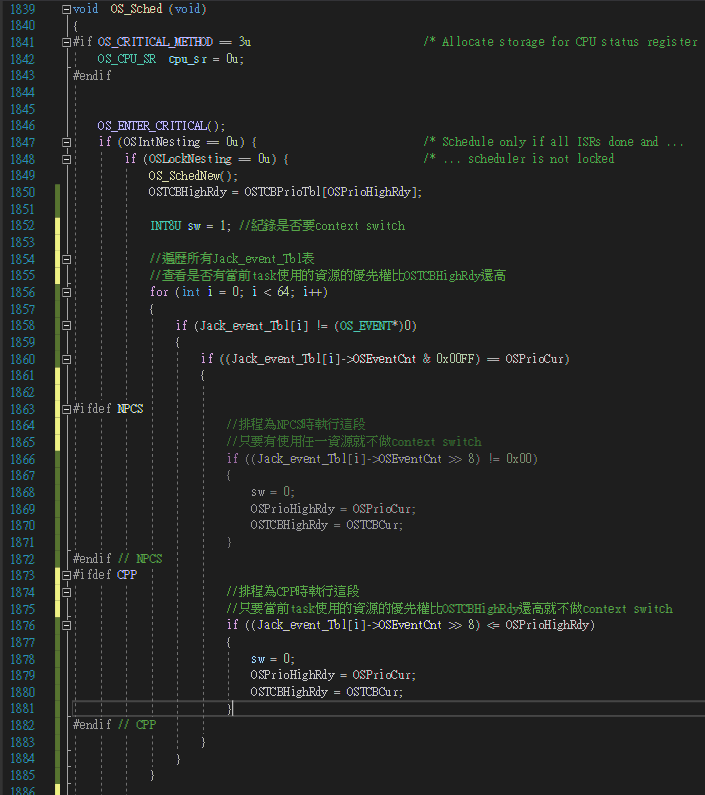 1839 void  OS_Sched (void)
1840 {
1841 #if OS_CRITICAL_METHOD == 3u                           /* Allocate storage for CPU status register
1842     OS_CPU_SR  cpu_sr = 0u;
1843 #endif
1844
1845
1846     OS_ENTER_CRITICAL();
1847     if (OSIntNesting == 0u) {                          /* Schedule only if all ISRs done and ...
1848         if (OSLockNesting == 0u) {                     /* ... scheduler is not locked
1849             OS_SchedNew();
1850             OSTCBHighRdy = OSTCBPrioTbl[OSPrioHighRdy];
1851
1852             INT8U sw = 1; //紀錄是否要context switch
1853
1854             //遍歷所有Jack_event_Tbl表
1855             //查看是否有當前task使用的資源的優先權比OSTCBHighRdy還高
1856             for (int i = 0; i < 64; i++)
1857             {
1858                 if (Jack_event_Tbl[i] != (OS_EVENT*)0)
1859                 {
1860                     if ((Jack_event_Tbl[i]->OSEventCnt & 0x00FF) == OSPrioCur)
1861                     {
1862
1863 #ifdef NPCS
1864                         //排程為NPCS時執行這段
1865                         //只要有使用任一資源就不做context switch
1866                         if ((Jack_event_Tbl[i]->OSEventCnt >> 8) != 0x00)
1867                         {
1868                             sw = 0;
1869                             OSPrioHighRdy = OSPrioCur;
1870                             OSTCBHighRdy = OSTCBCur;
1871                         }
1872 #endif // NPCS
1873 #ifdef CPP
1874                         //排程為CPP時執行這段
1875                         //只要當前task使用的資源的優先權比OSTCBHighRdy還高就不做context switch
1876                         if ((Jack_event_Tbl[i]->OSEventCnt >> 8) <= OSPrioHighRdy)
1877                         {
1878                             sw = 0;
1879                             OSPrioHighRdy = OSPrioCur;
1880                             OSTCBHighRdy = OSTCBCur;
1881                         }
1882 #endif // CPP
1883                     }
1884                 }
1885             }
1886